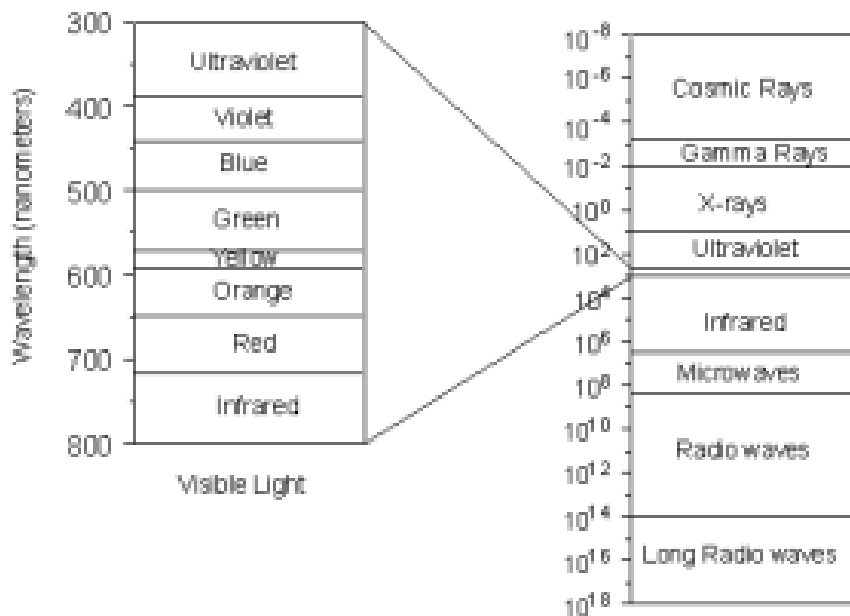 Wavelength (nanometers)
300
400
500
600
700
800
Ultraviolet
Violet
Blue
Green
Yellow
Orange
Red
Infrared
Visible Light
10⁻⁸
10⁻⁶
10⁻⁴
10⁻²
10⁰
10²
10⁴
10⁶
10⁸
10¹⁰
10¹²
10¹⁴
10¹⁶
10¹⁸
Cosmic Rays
Gamma Rays
X-rays
Ultraviolet
Infrared
Microwaves
Radio waves
Long Radio waves